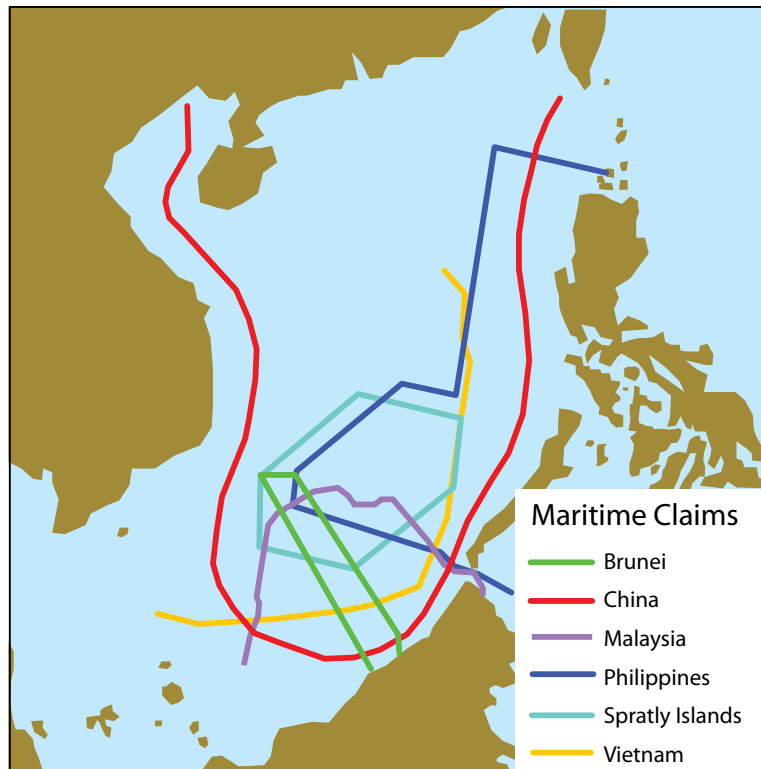 Maritime Claims
Brunei
China
Malaysia
Philippines
Spratly Islands
Vietnam